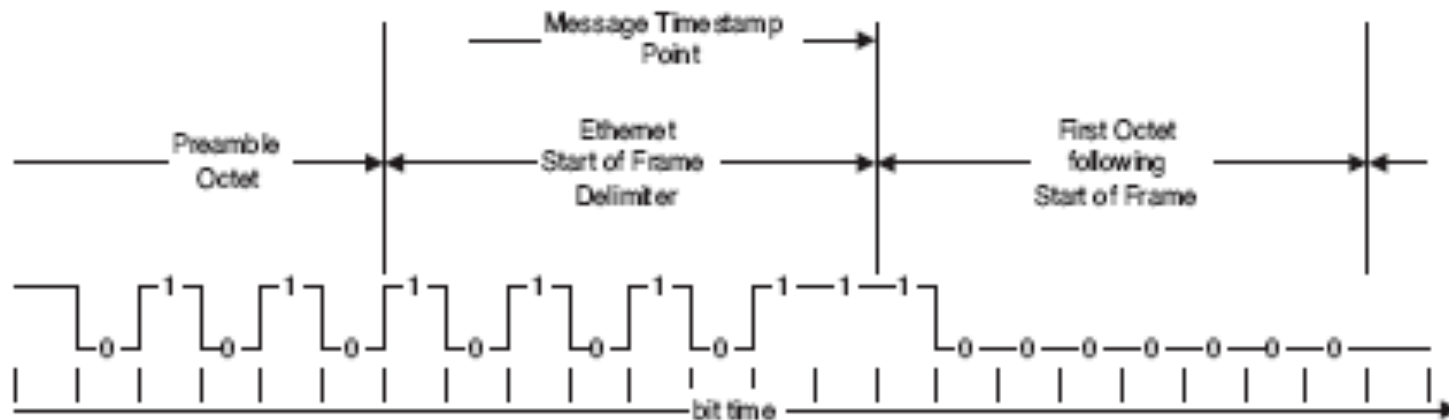 Message Timestamp
Point
Preamble
Octet
Ethernet
Start of Frame
Delimiter
First Octet
following
Start of Frame
0 1 0 1 0 1 0 1 0 1 0 1 1 1 0 0 0 0 0 0 0
bit time